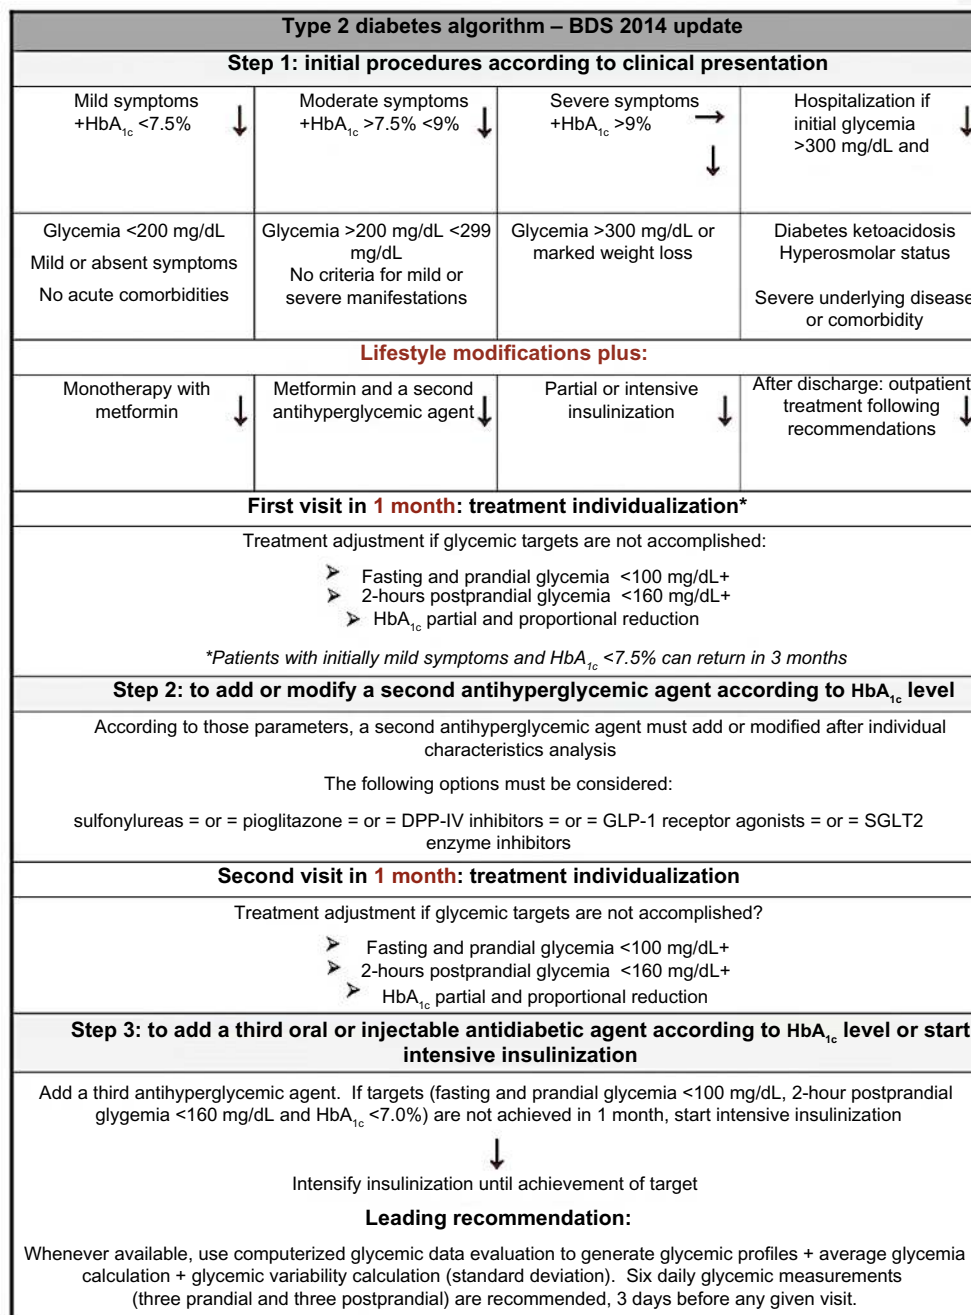 Type 2 diabetes algorithm – BDS 2014 update
Step 1: initial procedures according to clinical presentation
Mild symptoms
+HbA1c <7.5% ↓
Moderate symptoms
+HbA1c >7.5% <9% ↓
Severe symptoms
+HbA1c >9% →
↓
Hospitalization if
initial glycemia
>300 mg/dL and ↓
Glycemia <200 mg/dL
Mild or absent symptoms
No acute comorbidities
Glycemia >200 mg/dL <299
mg/dL
No criteria for mild or
severe manifestations
Glycemia >300 mg/dL or
marked weight loss
Diabetes ketoacidosis
Hyperosmolar status
Severe underlying disease
or comorbidity
Lifestyle modifications plus:
Monotherapy with
metformin ↓
Metformin and a second
antihyperglycemic agent ↓
Partial or intensive
insulinization ↓
After discharge: outpatient
treatment following
recommendations ↓
First visit in 1 month: treatment individualization*
Treatment adjustment if glycemic targets are not accomplished:
➢ Fasting and prandial glycemia <100 mg/dL+
➢ 2-hours postprandial glycemia <160 mg/dL+
➢ HbA1c partial and proportional reduction
*Patients with initially mild symptoms and HbA1c <7.5% can return in 3 months
Step 2: to add or modify a second antihyperglycemic agent according to HbA1c level
According to those parameters, a second antihyperglycemic agent must add or modified after individual
characteristics analysis
The following options must be considered:
sulfonylureas = or = pioglitazone = or = DPP-IV inhibitors = or = GLP-1 receptor agonists = or = SGLT2
enzyme inhibitors
Second visit in 1 month: treatment individualization
Treatment adjustment if glycemic targets are not accomplished?
➢ Fasting and prandial glycemia <100 mg/dL+
➢ 2-hours postprandial glycemia <160 mg/dL+
➢ HbA1c partial and proportional reduction
Step 3: to add a third oral or injectable antidiabetic agent according to HbA1c level or start
intensive insulinization
Add a third antihyperglycemic agent. If targets (fasting and prandial glycemia <100 mg/dL, 2-hour postprandial
glygemia <160 mg/dL and HbA1c <7.0%) are not achieved in 1 month, start intensive insulinization
↓
Intensify insulinization until achievement of target
Leading recommendation:
Whenever available, use computerized glycemic data evaluation to generate glycemic profiles + average glycemia
calculation + glycemic variability calculation (standard deviation). Six daily glycemic measurements
(three prandial and three postprandial) are recommended, 3 days before any given visit.